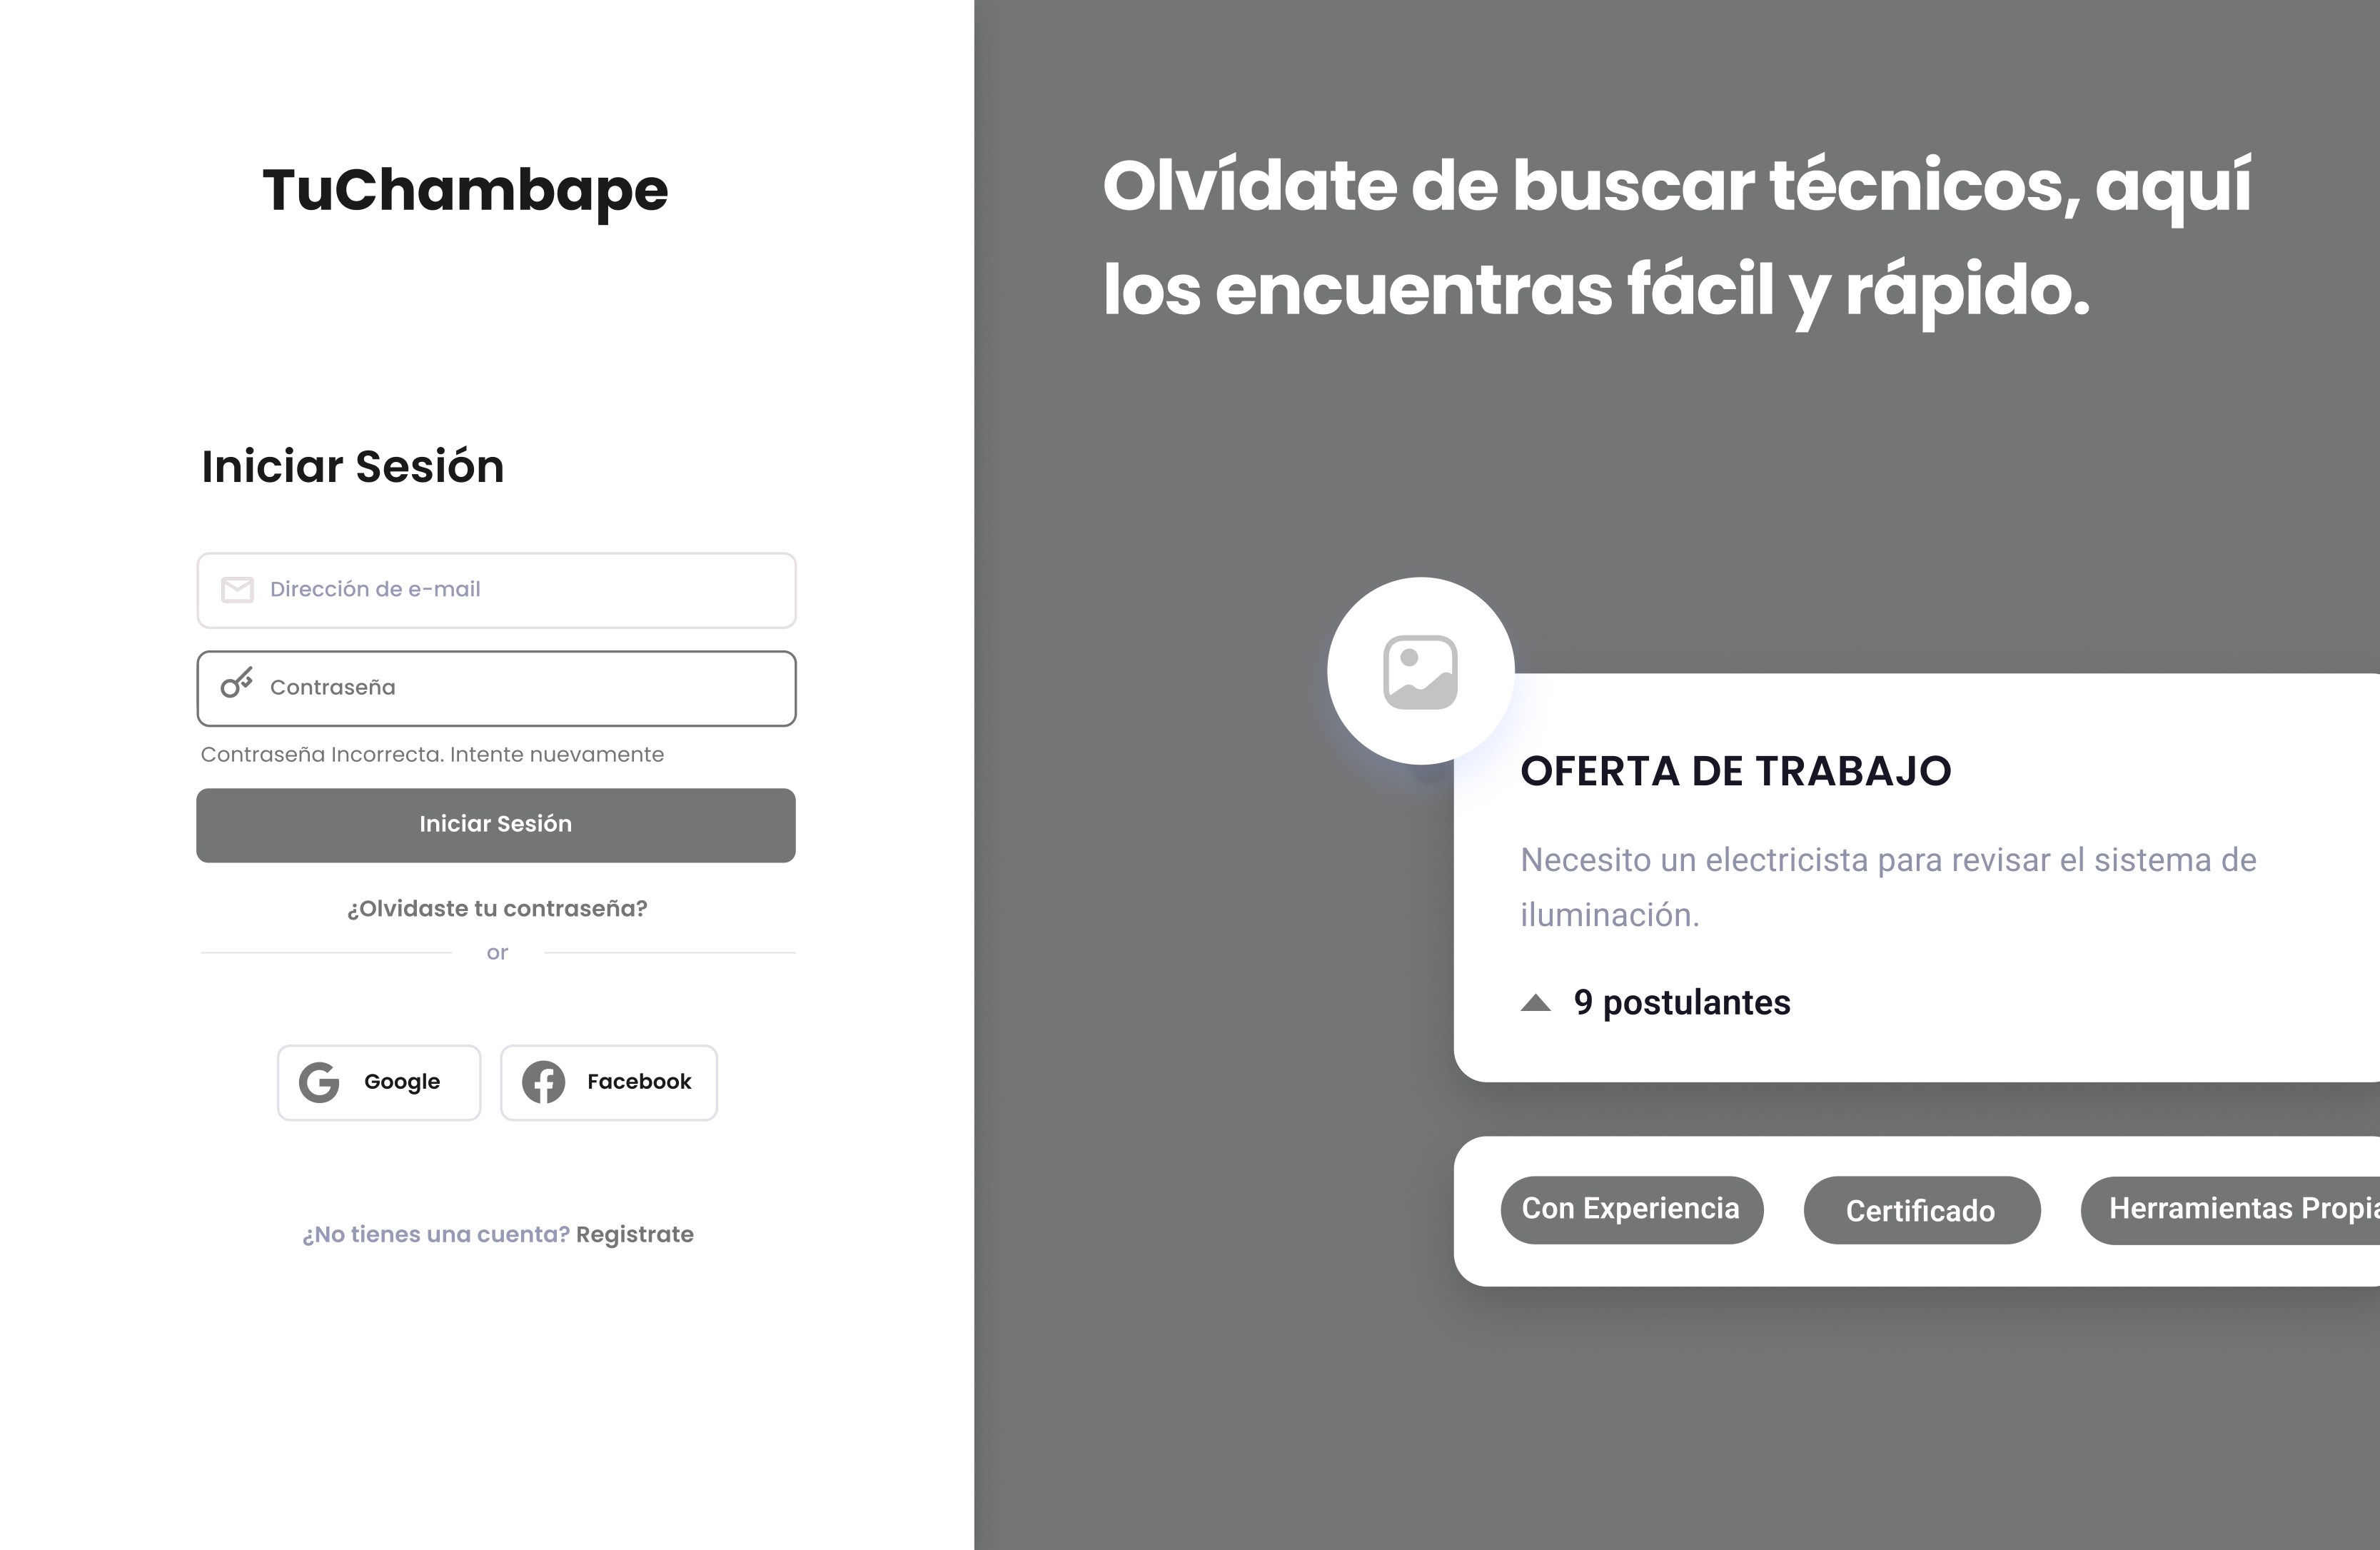 TuChambape
Iniciar Sesión
Dirección de e-mail
Contraseña
Contraseña Incorrecta. Intente nuevamente
Iniciar Sesión
¿Olvidaste tu contraseña?
or
Google
Facebook
¿No tienes una cuenta? Registrate
Olvídate de buscar técnicos, aquí
los encuentras fácil y rápido.
OFERTA DE TRABAJO
Necesito un electricista para revisar el sistema de
iluminación.
9 postulantes
Con Experiencia
Certificado
Herramientas